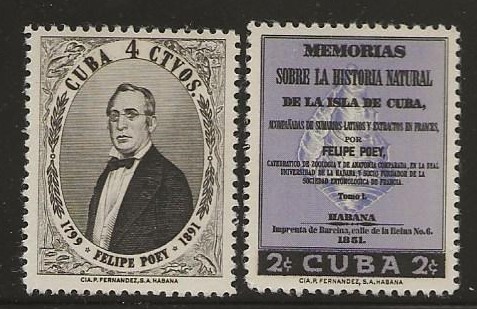 CUBA 4 CTVOS.
1799 * FELIPE POEY * 1891
CIA. P. FERNANDEZ, S.A. HABANA
MEMORIAS
SOBRE LA HISTORIA NATURAL
DE LA ISLA DE CUBA,
ACOMPAÑADAS DE SUMARIOS LATINOS Y EXTRACTOS EN FRANCES,
POR
FELIPE POEY,
CATEDRATICO DE ZOOLOGIA Y DE ANATOMIA COMPARADA, EN LA REAL
UNIVERSIDAD DE LA HABANA, Y SOCIO FUNDADOR DE LA
SOCIEDAD ENTOMOLOGICA DE FRANCIA.
Tomo I.
HABANA
Imprenta de Barcina, calle de la Reina No. 6.
1851.
2¢ CUBA 2¢
CIA. P. FERNANDEZ, S.A. HABANA